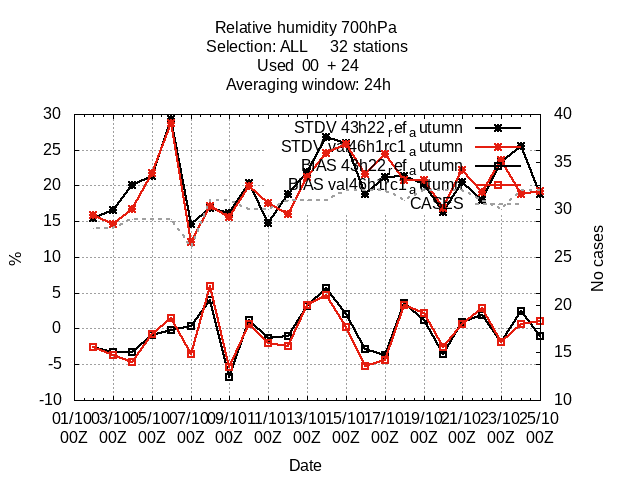 Relative humidity 700hPa
Selection: ALL 32 stations
Used 00 + 24
Averaging window: 24h
STDV 43h22_ref_autumn
STDV val46h1rc1_autumn
BIAS 43h22_ref_autumn
BIAS val46h1rc1_autumn
CASES
30
25
20
15
10
5
0
-5
-10
%
40
35
30
25
20
15
10
No cases
01/10 03/10 05/10 07/10 09/10 11/10 13/10 15/10 17/10 19/10 21/10 23/10 25/10
00Z 00Z 00Z 00Z 00Z 00Z 00Z 00Z 00Z 00Z 00Z 00Z 00Z
Date